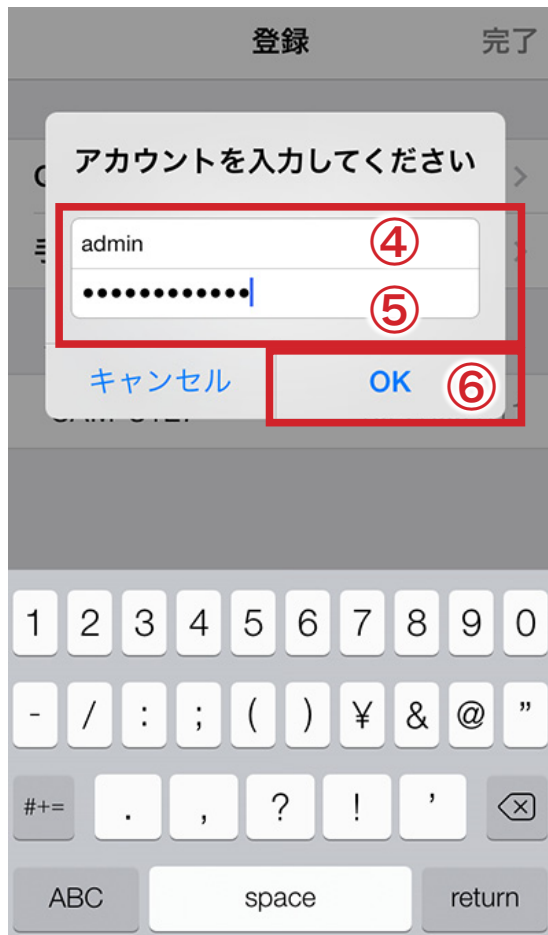 登録 完了
アカウントを入力してください
admin ④
●●●●●●●●●●●● ⑤
キャンセル OK ⑥
1 2 3 4 5 6 7 8 9 0
- / : ; ( ) ¥ & @ ”
#+= . , ? ! ’
ABC space return